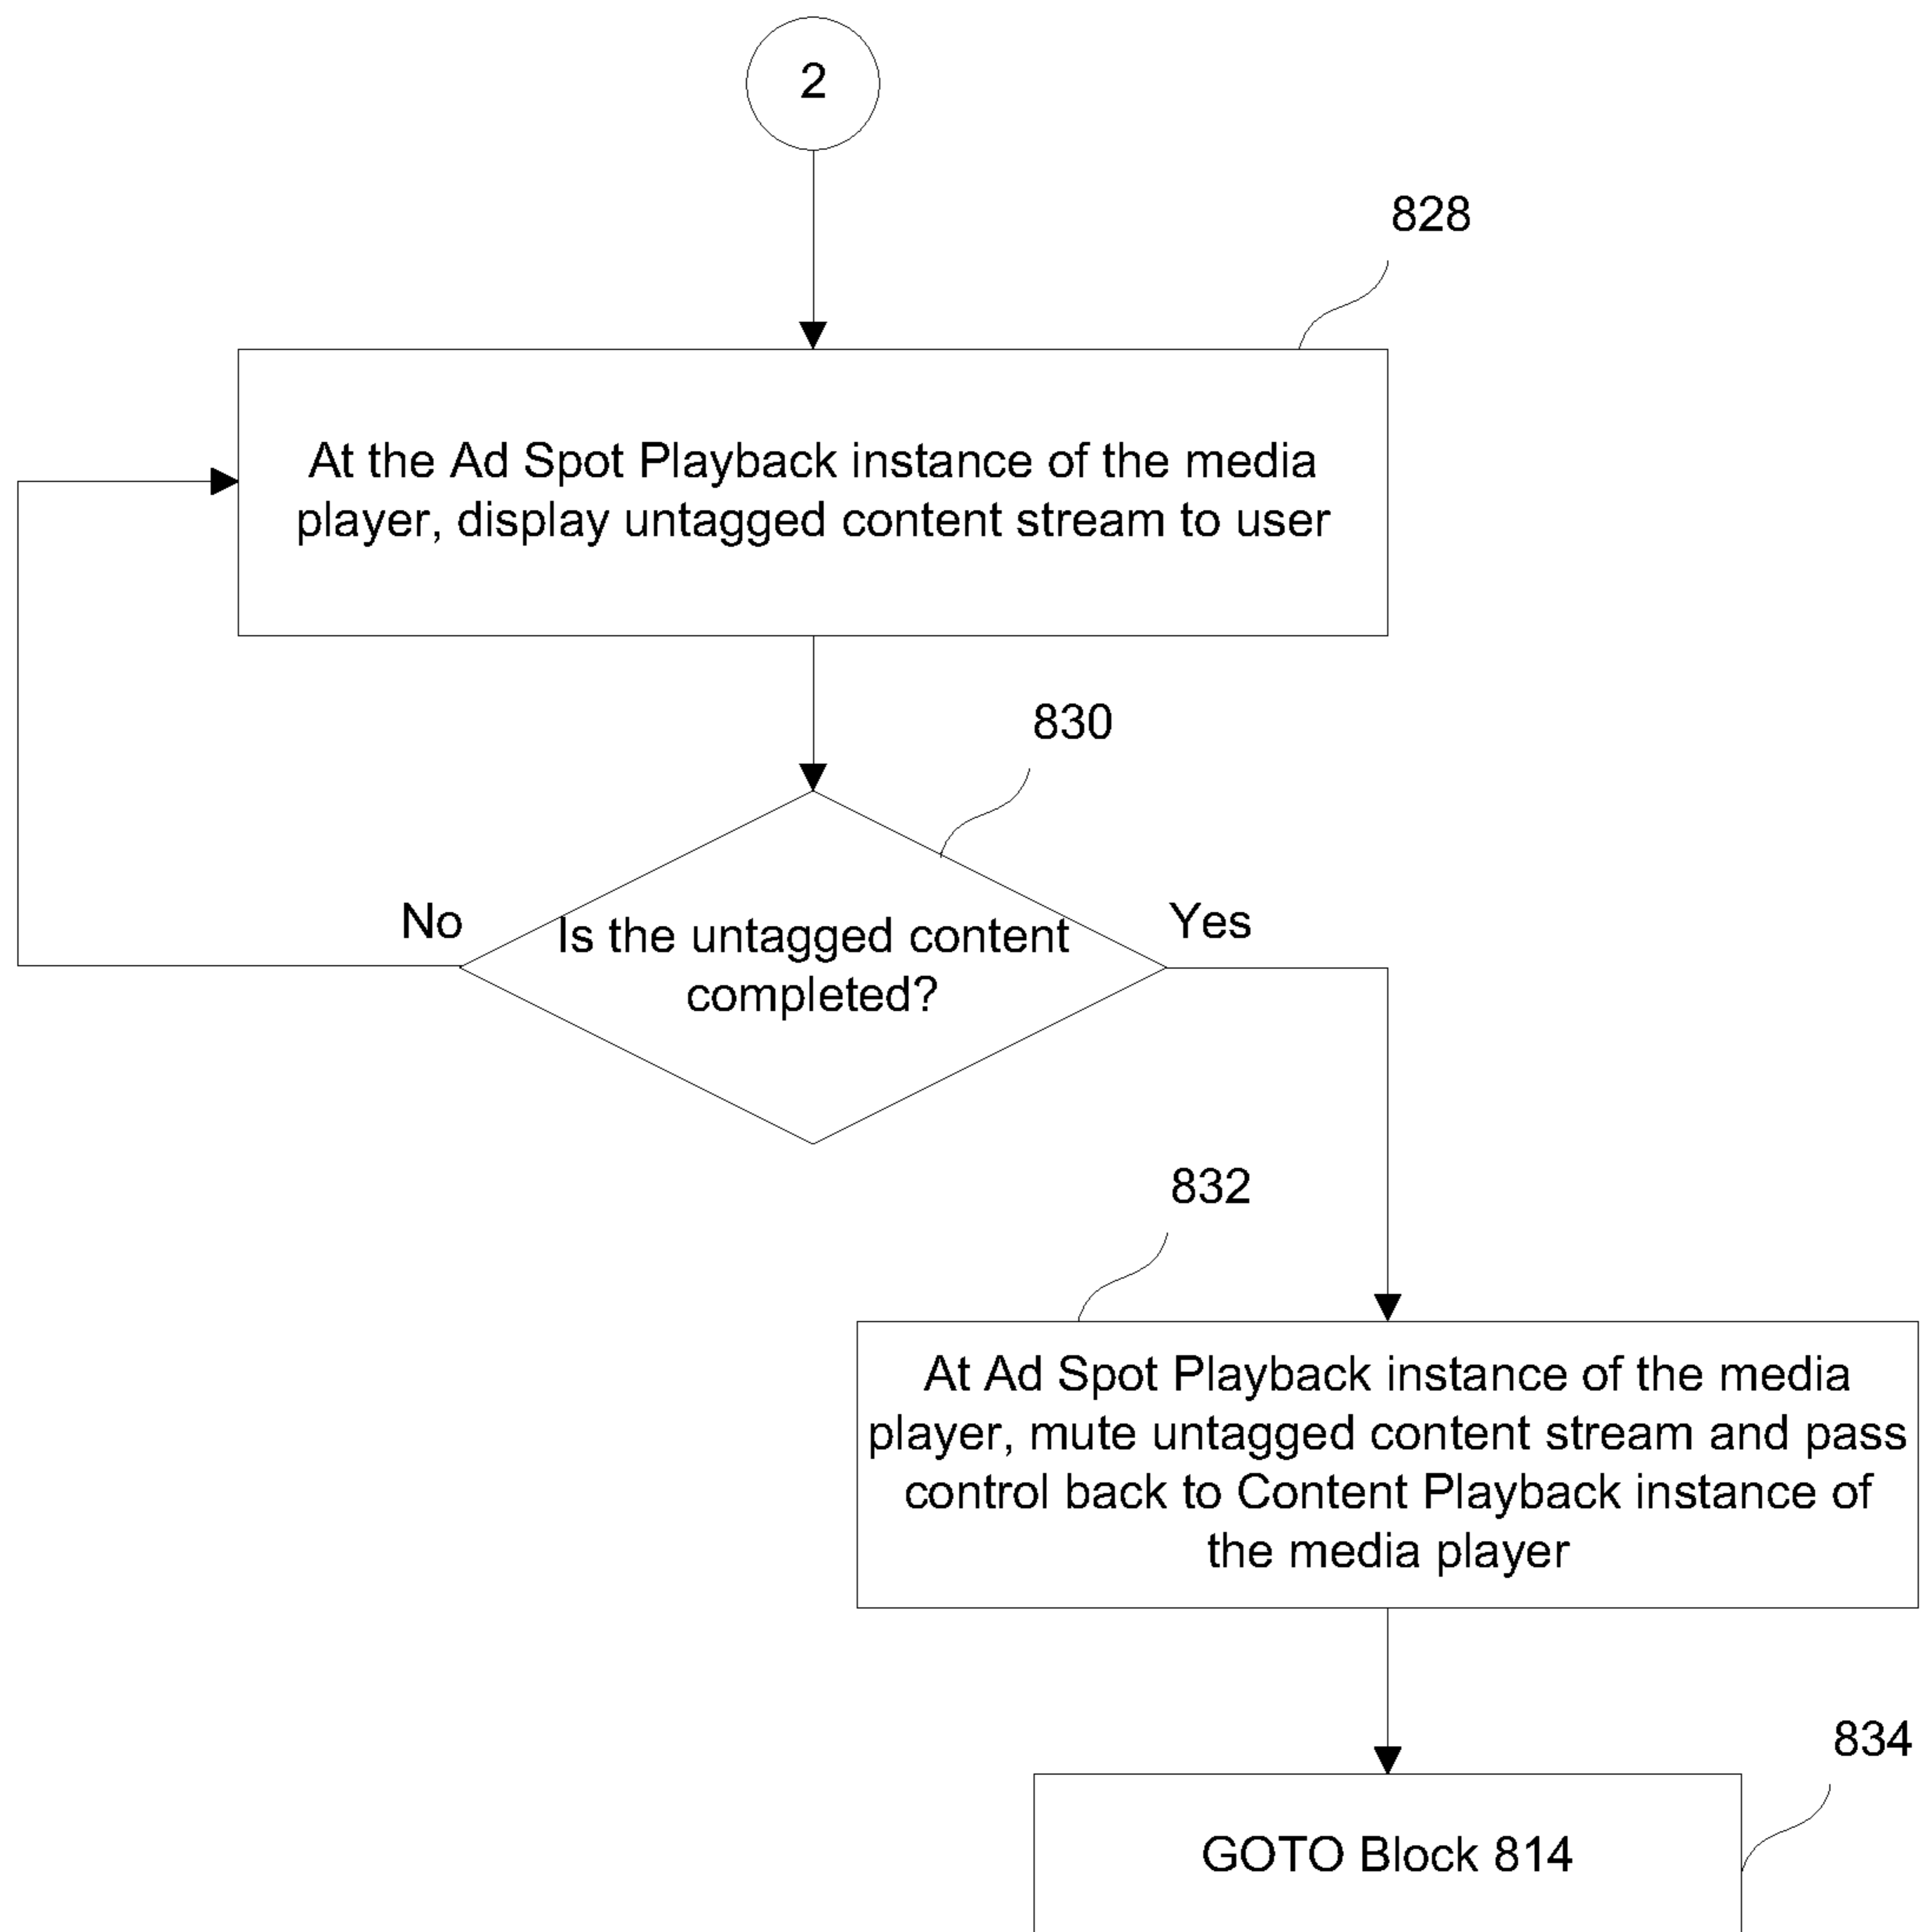 2
828
At the Ad Spot Playback instance of the media
player, display untagged content stream to user
830
No
Yes
Is the untagged content
completed?
832
At Ad Spot Playback instance of the media
player, mute untagged content stream and pass
control back to Content Playback instance of
the media player
834
GOTO Block 814